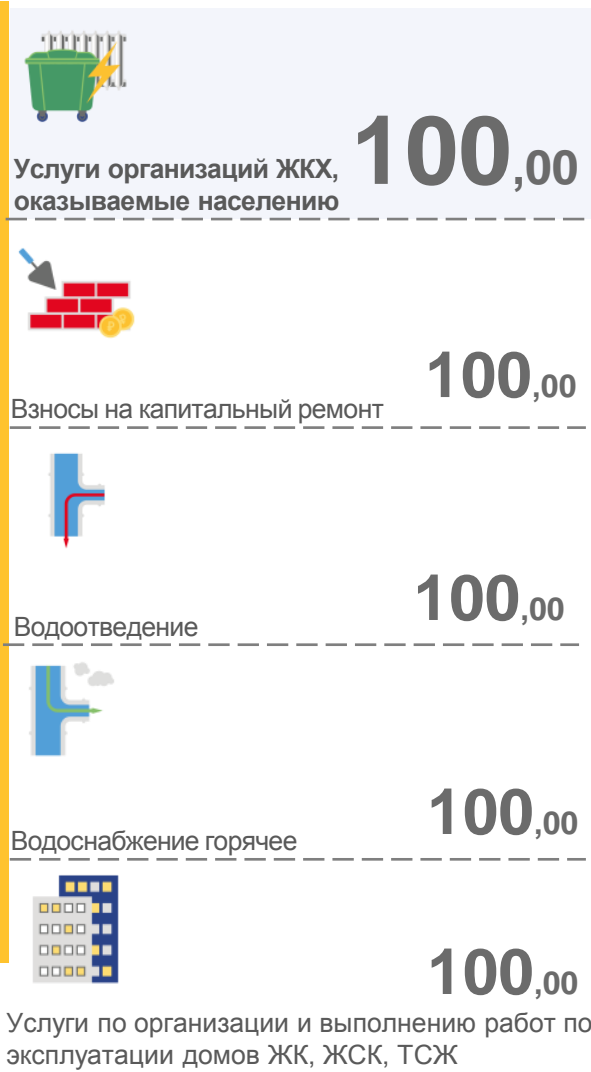 Услуги организаций ЖКХ,
оказываемые населению
100,00
Взносы на капитальный ремонт
100,00
Водоотведение
100,00
Водоснабжение горячее
100,00
100,00
Услуги по организации и выполнению работ по
эксплуатации домов ЖК, ЖСК, ТСЖ